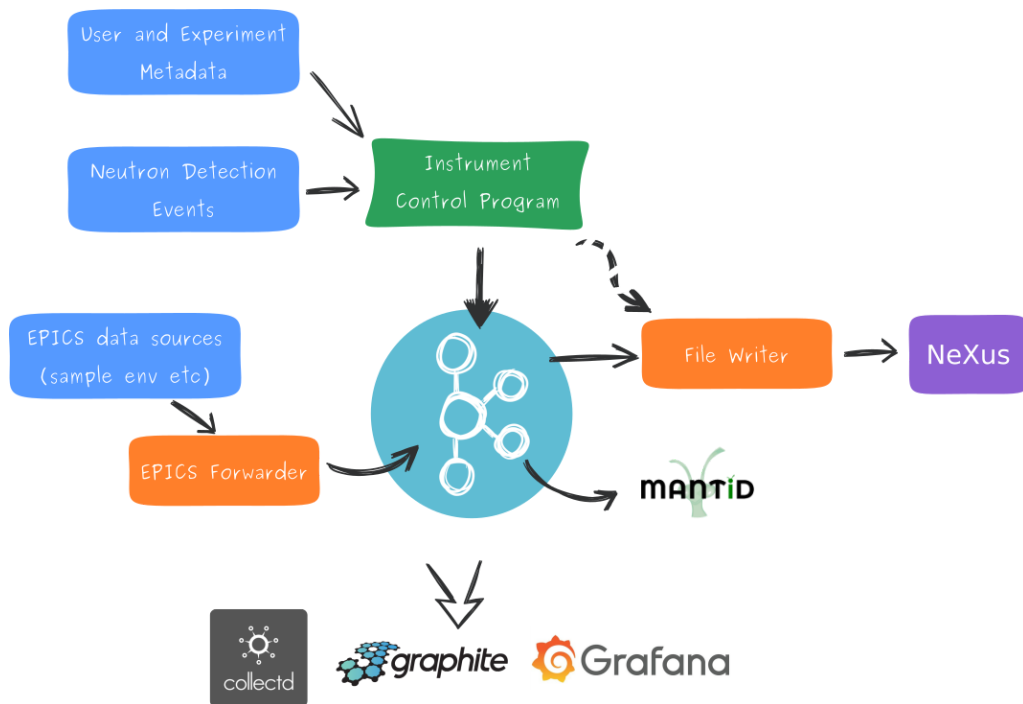 User and Experiment
Metadata
Neutron Detection
Events
Instrument
Control Program
EPICS data sources
(sample env etc)
EPICS Forwarder
File Writer
NeXus
MANTiD
collectd
graphite
Grafana